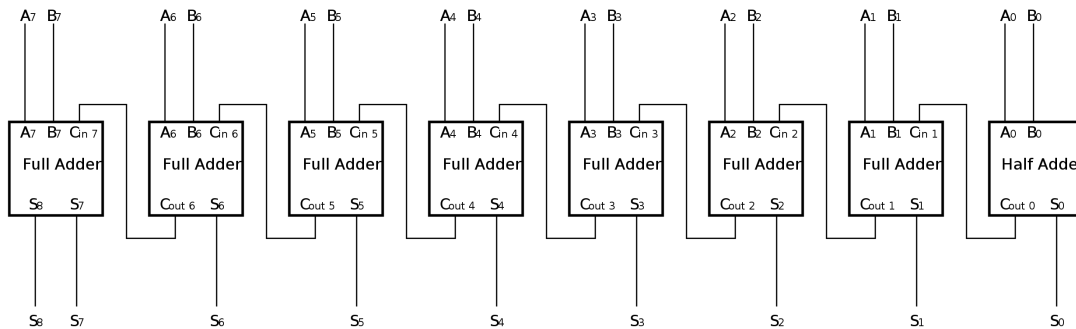 A7 B7 A6 B6 A5 B5 A4 B4 A3 B3 A2 B2 A1 B1 A0 B0
A7 B7 Cin 7 A6 B6 Cin 6 A5 B5 Cin 5 A4 B4 Cin 4 A3 B3 Cin 3 A2 B2 Cin 2 A1 B1 Cin 1 A0 B0
Full Adder Full Adder Full Adder Full Adder Full Adder Full Adder Full Adder Half Adde
S8 S7 Cout 6 S6 Cout 5 S5 Cout 4 S4 Cout 3 S3 Cout 2 S2 Cout 1 S1 Cout 0 S0
S8 S7 S6 S5 S4 S3 S2 S1 S0